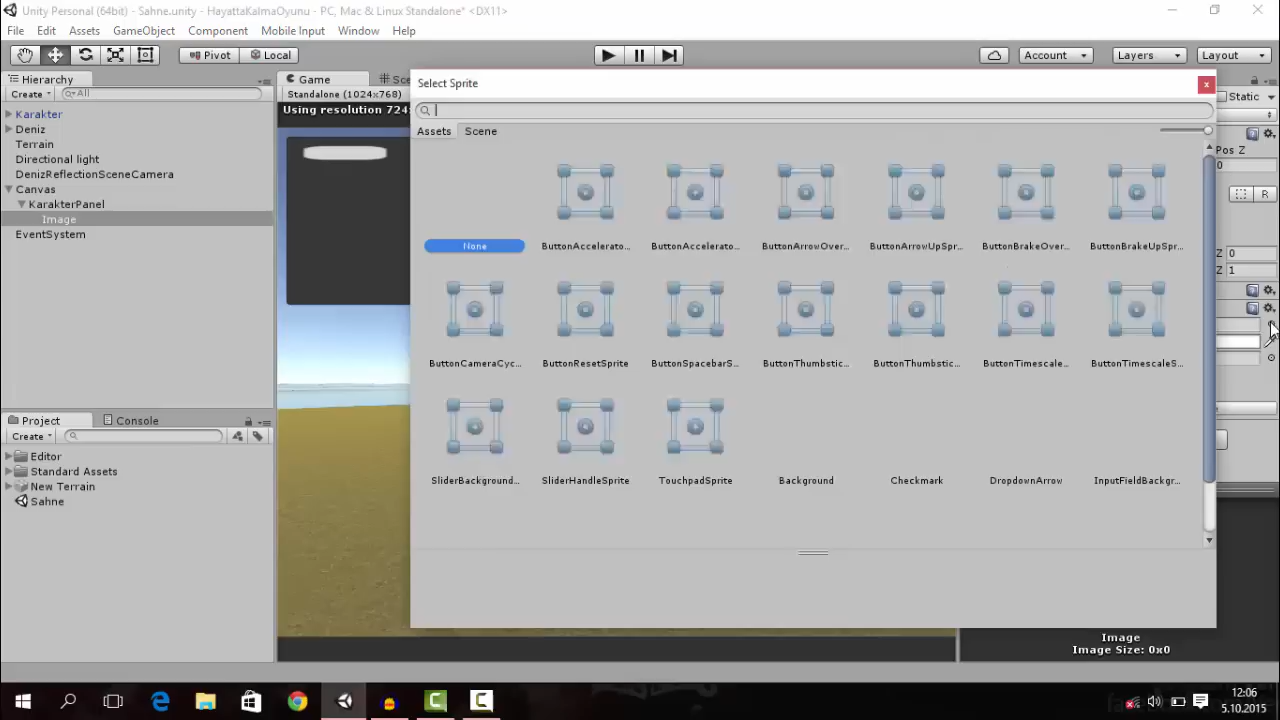 Unity Personal (64bit) - Sahne.unity - HayattaKalmaOyunu - PC, Mac & Linux Standalone* <DX11>
File Edit Assets GameObject Component Mobile Input Window Help
Pivot Local Account Layers Layout
Hierarchy
Create All
Karakter
Deniz
Terrain
Directional light
DenizReflectionSceneCamera
Canvas
KarakterPanel
Image
EventSystem
Game
Standalone (1024x768)
Using resolution 724
Select Sprite
Assets Scene
None ButtonAccelerato... ButtonAccelerato... ButtonArrowOver... ButtonArrowUpSpr... ButtonBrakeOver... ButtonBrakeUpSpr...
ButtonCameraCyc... ButtonResetSprite ButtonSpacebarS... ButtonThumbstic... ButtonThumbstic... ButtonTimescale... ButtonTimescaleS...
SliderBackground... SliderHandleSprite TouchpadSprite Background Checkmark DropdownArrow InputFieldBackgr...
Static
Pos Z
0
R
Z 0
Z 1
Project Console
Create
Editor
Standard Assets
New Terrain
Sahne
Image
Image Size: 0x0
12:06
5.10.2015